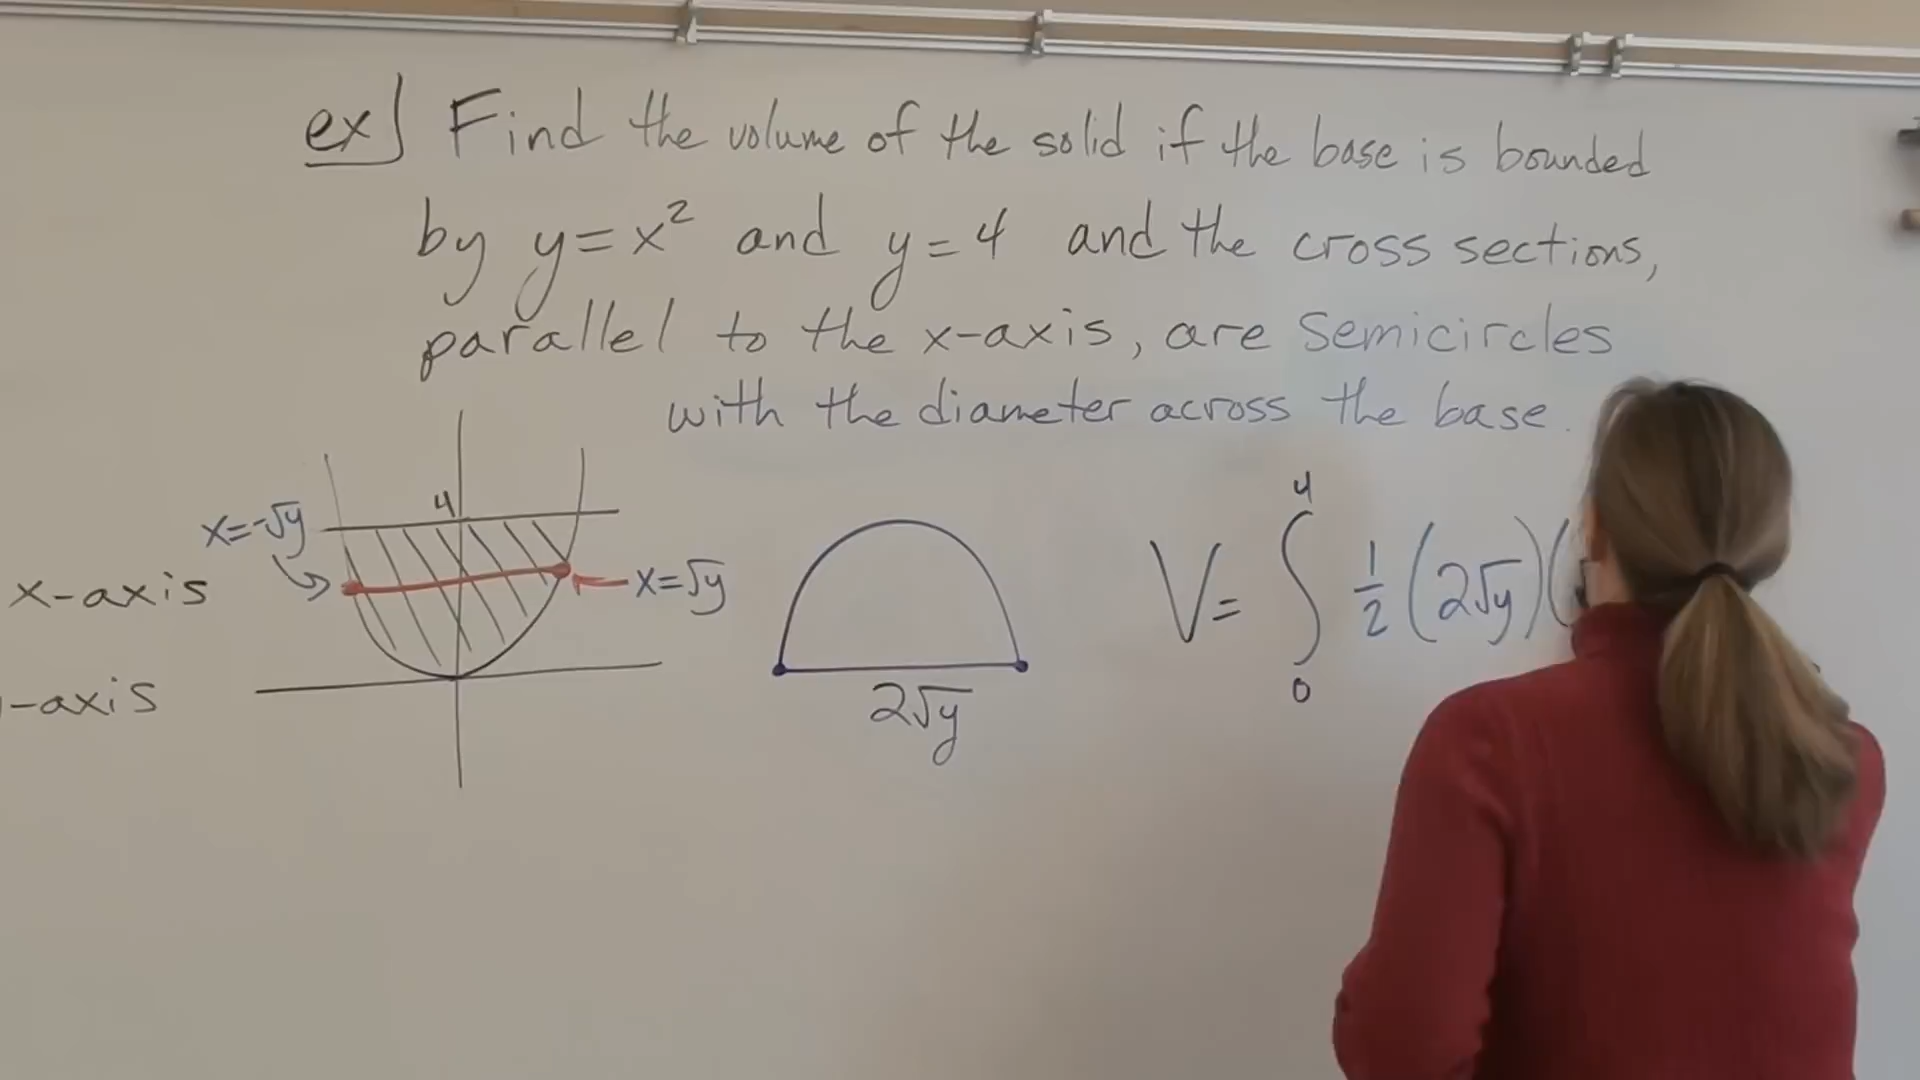 ex) Find the volume of the solid if the base is bounded
by y=x² and y=4 and the cross sections,
parallel to the x-axis, are semicircles
with the diameter across the base.
4
x=-√y
x=√y
x-axis
-axis
2√y
V= ∫₀⁴ ½(2√y)(